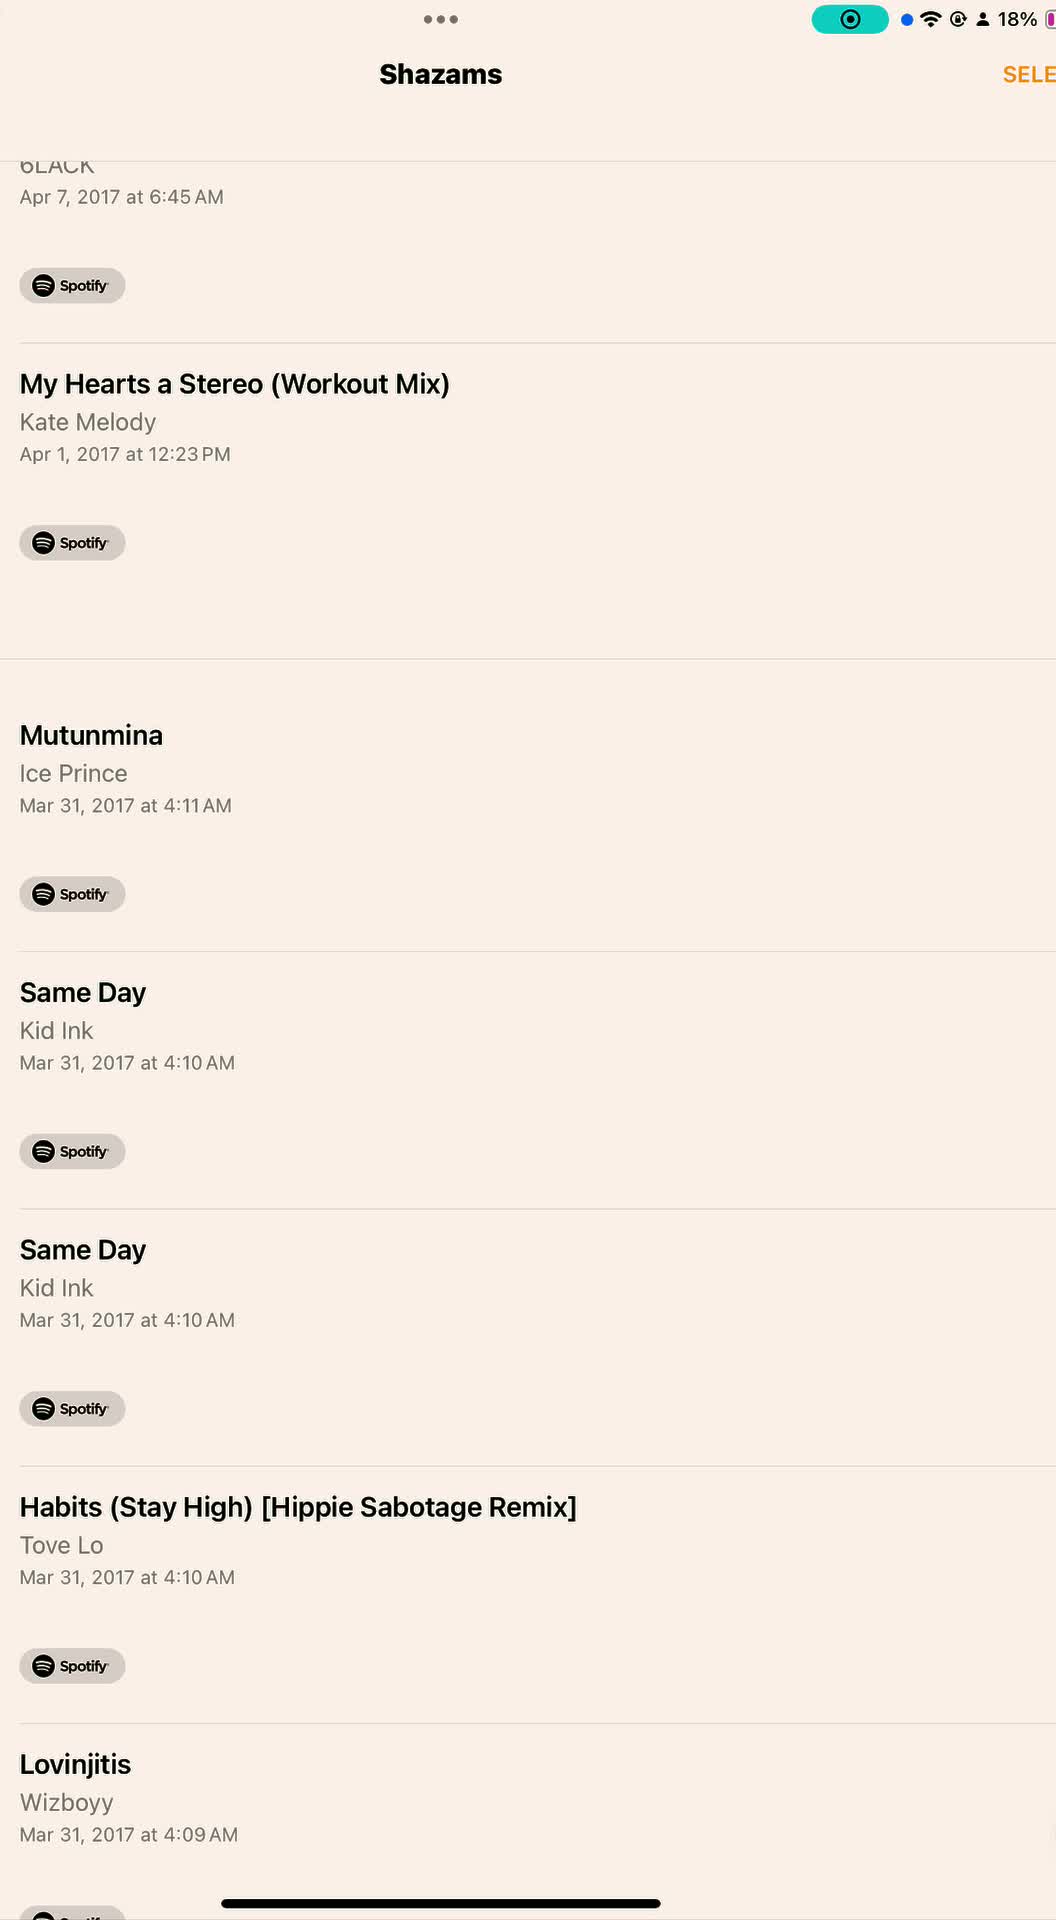 Shazams
SELE
18%
6LACK
Apr 7, 2017 at 6:45 AM
Spotify
My Hearts a Stereo (Workout Mix)
Kate Melody
Apr 1, 2017 at 12:23 PM
Spotify
Mutunmina
Ice Prince
Mar 31, 2017 at 4:11 AM
Spotify
Same Day
Kid Ink
Mar 31, 2017 at 4:10 AM
Spotify
Same Day
Kid Ink
Mar 31, 2017 at 4:10 AM
Spotify
Habits (Stay High) [Hippie Sabotage Remix]
Tove Lo
Mar 31, 2017 at 4:10 AM
Spotify
Lovinjitis
Wizboyy
Mar 31, 2017 at 4:09 AM
Spotify